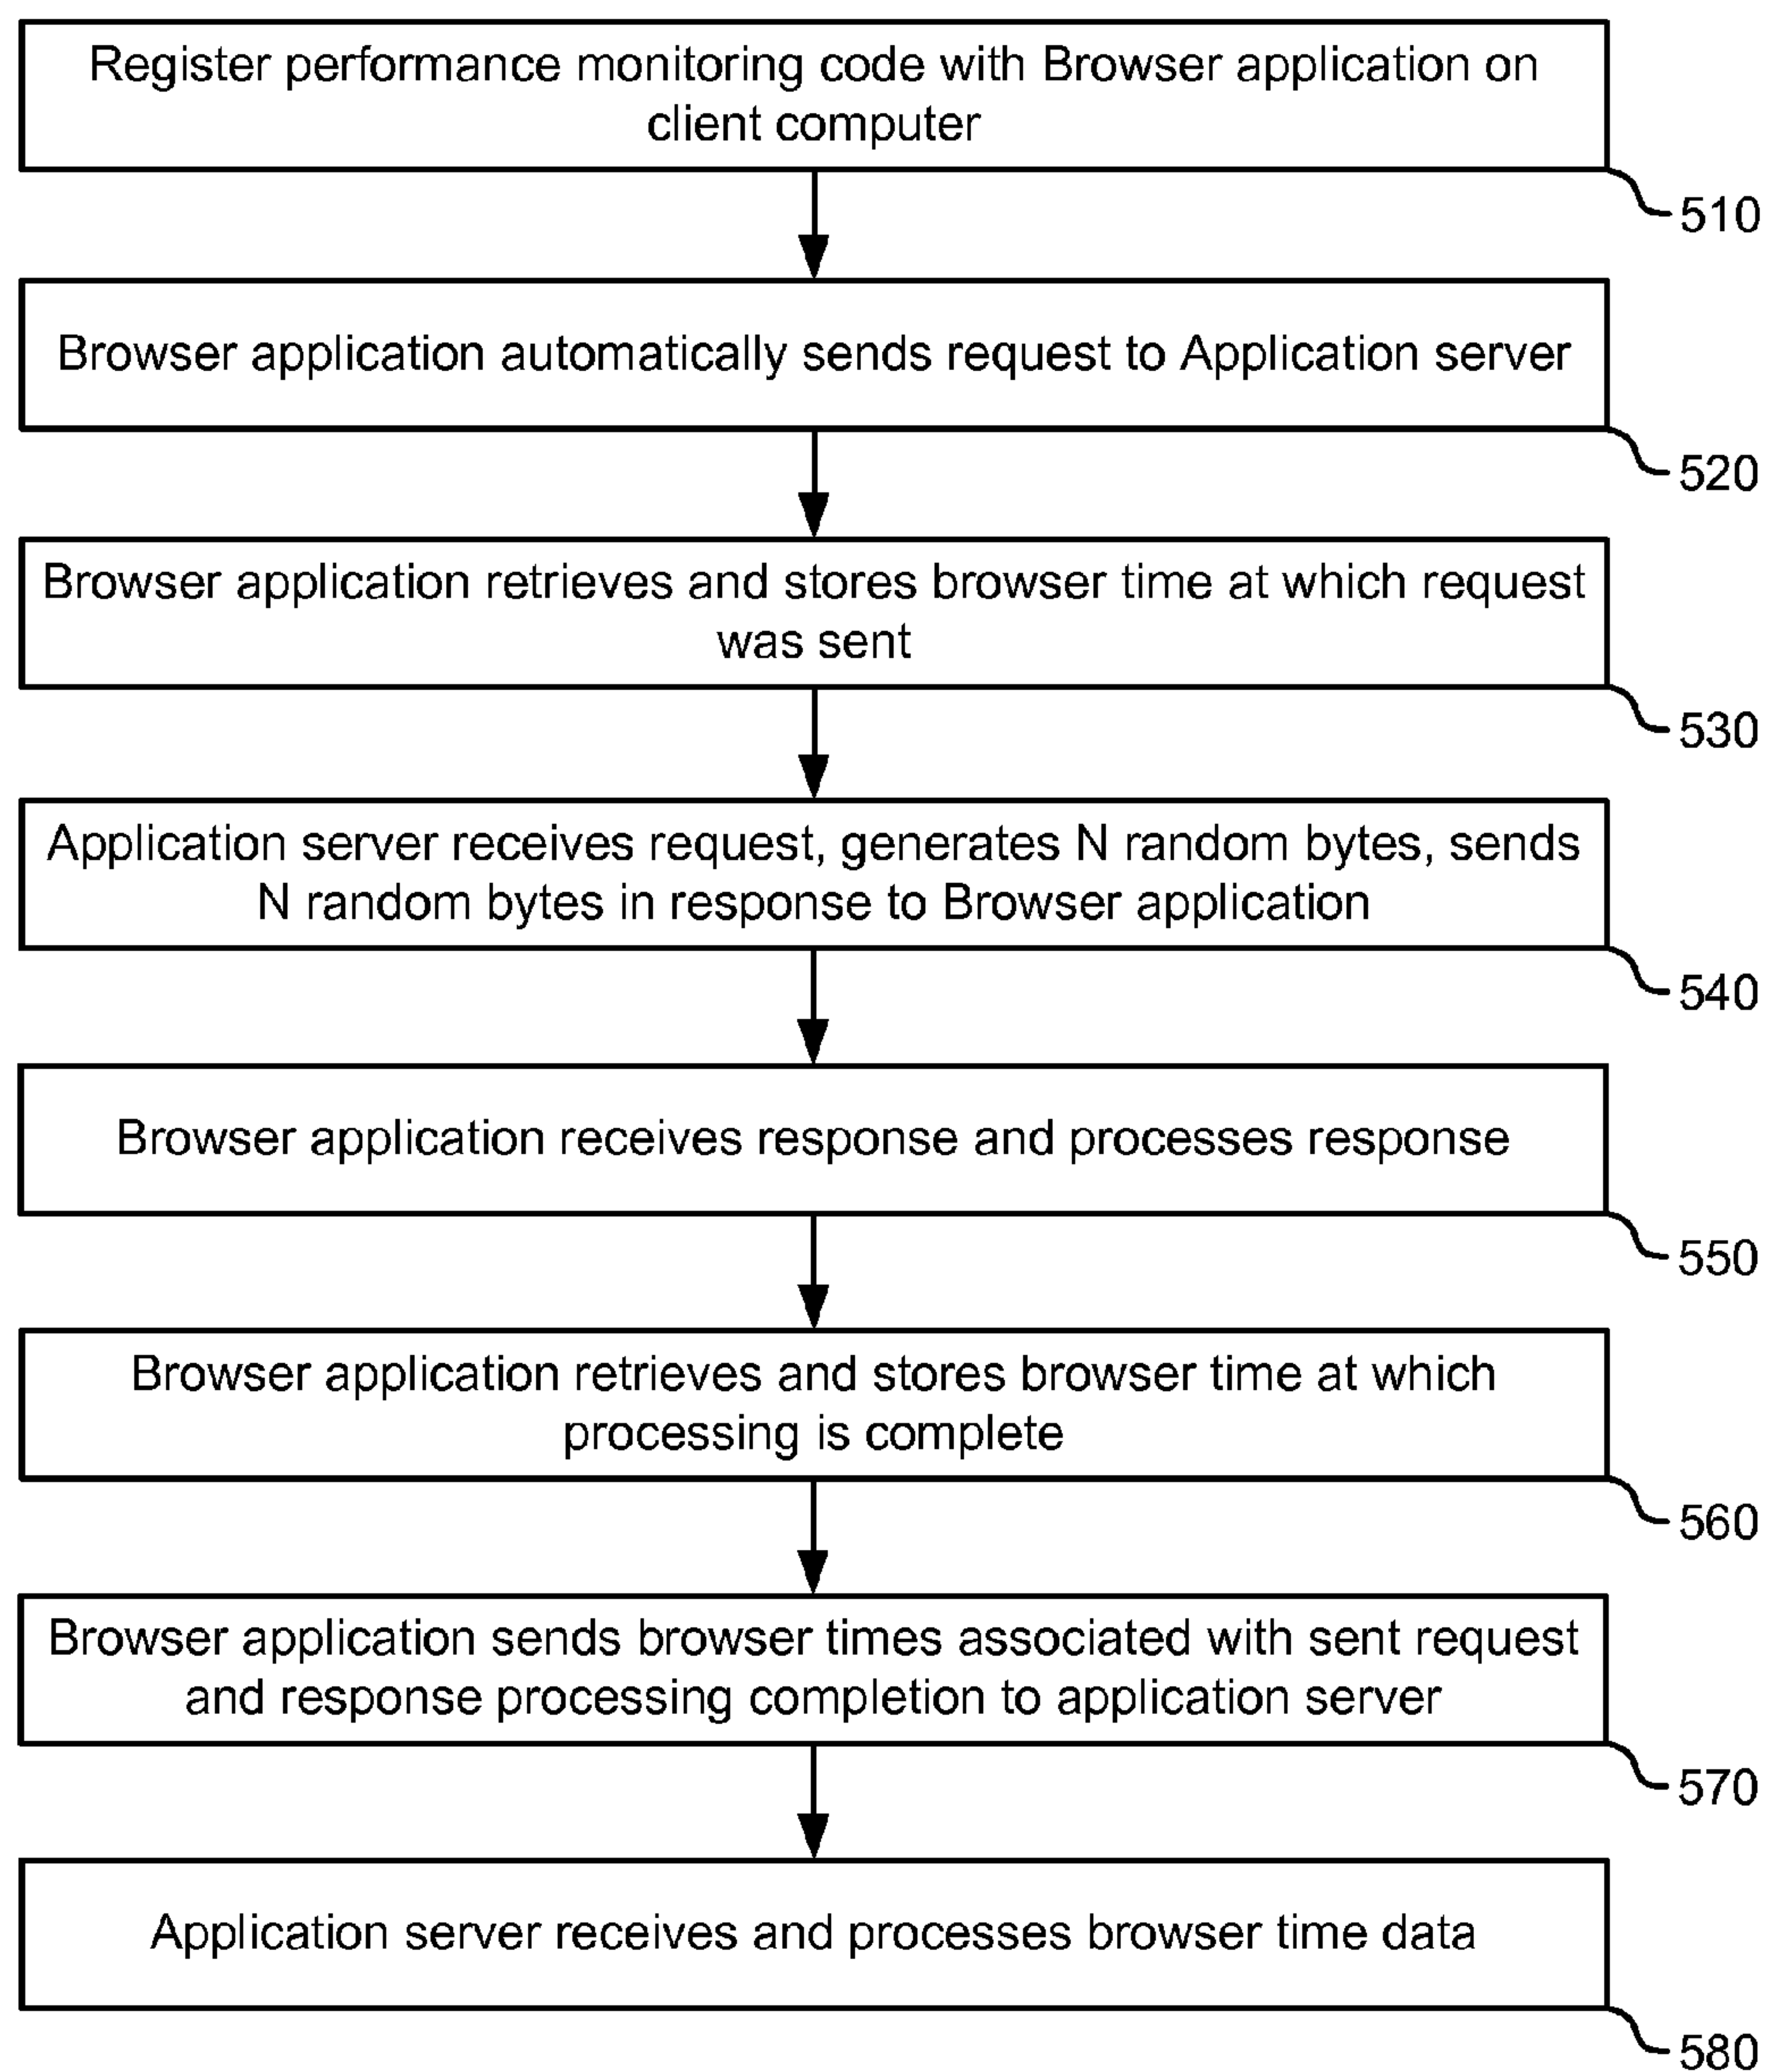 Register performance monitoring code with Browser application on
client computer
510
Browser application automatically sends request to Application server
520
Browser application retrieves and stores browser time at which request
was sent
530
Application server receives request, generates N random bytes, sends
N random bytes in response to Browser application
540
Browser application receives response and processes response
550
Browser application retrieves and stores browser time at which
processing is complete
560
Browser application sends browser times associated with sent request
and response processing completion to application server
570
Application server receives and processes browser time data
580